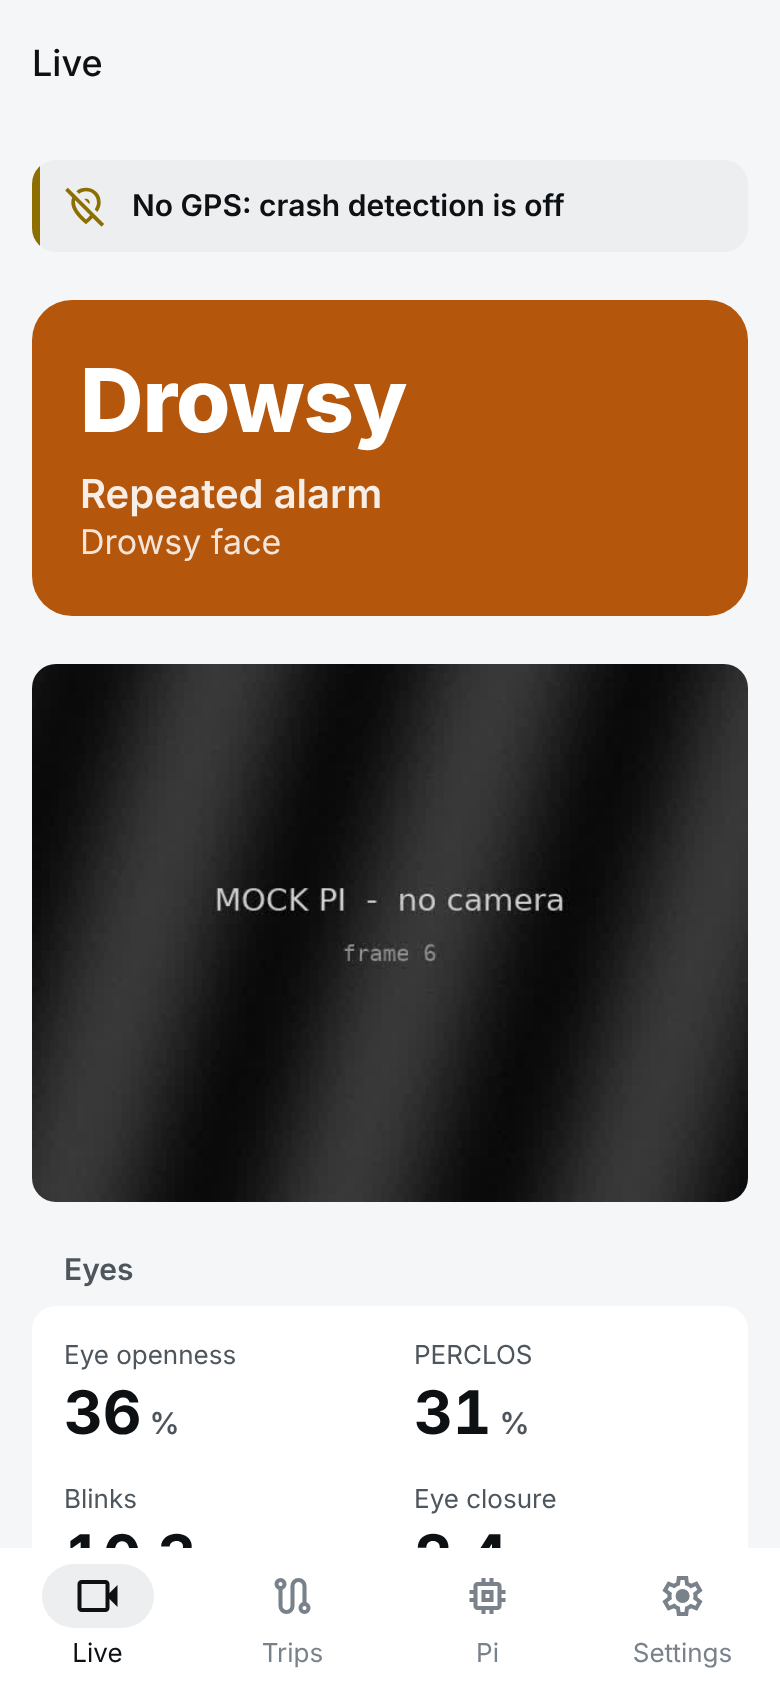 Live
No GPS: crash detection is off
Drowsy
Repeated alarm
Drowsy face
MOCK PI - no camera
frame 6
Eyes
Eye openness
PERCLOS
36 %
31 %
Blinks
Eye closure
Live
Trips
Pi
Settings